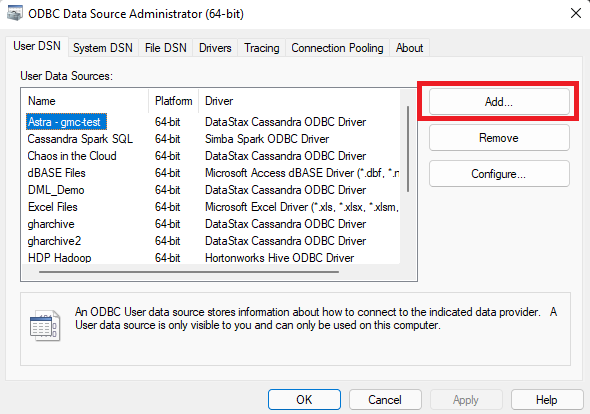 ODBC Data Source Administrator (64-bit)
User DSN System DSN File DSN Drivers Tracing Connection Pooling About
User Data Sources:
Name Platform Driver
Astra - gmc-test 64-bit DataStax Cassandra ODBC Driver
Cassandra Spark SQL 64-bit Simba Spark ODBC Driver
Chaos in the Cloud 64-bit DataStax Cassandra ODBC Driver
dBASE Files 64-bit Microsoft Access dBASE Driver (*.dbf, *.n
DML_Demo 64-bit DataStax Cassandra ODBC Driver
Excel Files 64-bit Microsoft Excel Driver (*.xls, *.xlsx, *.xlsm,
gharchive 64-bit DataStax Cassandra ODBC Driver
gharchive2 64-bit DataStax Cassandra ODBC Driver
HDP Hadoop 64-bit Hortonworks Hive ODBC Driver
Add...
Remove
Configure...
An ODBC User data source stores information about how to connect to the indicated data provider. A
User data source is only visible to you and can only be used on this computer.
OK Cancel Apply Help